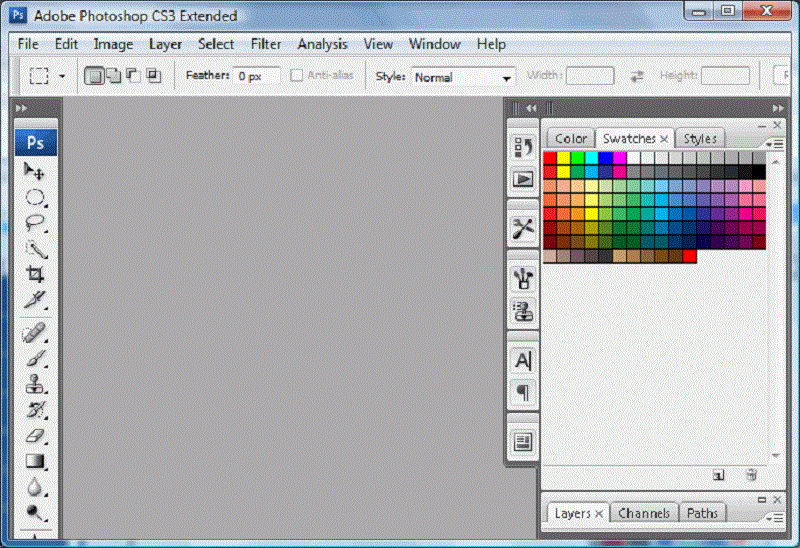 Ps Adobe Photoshop CS3 Extended
File Edit Image Layer Select Filter Analysis View Window Help
Feather: 0 px Anti-alias Style: Normal Width: Height:
Ps
Color Swatches × Styles
A
Layers × Channels Paths